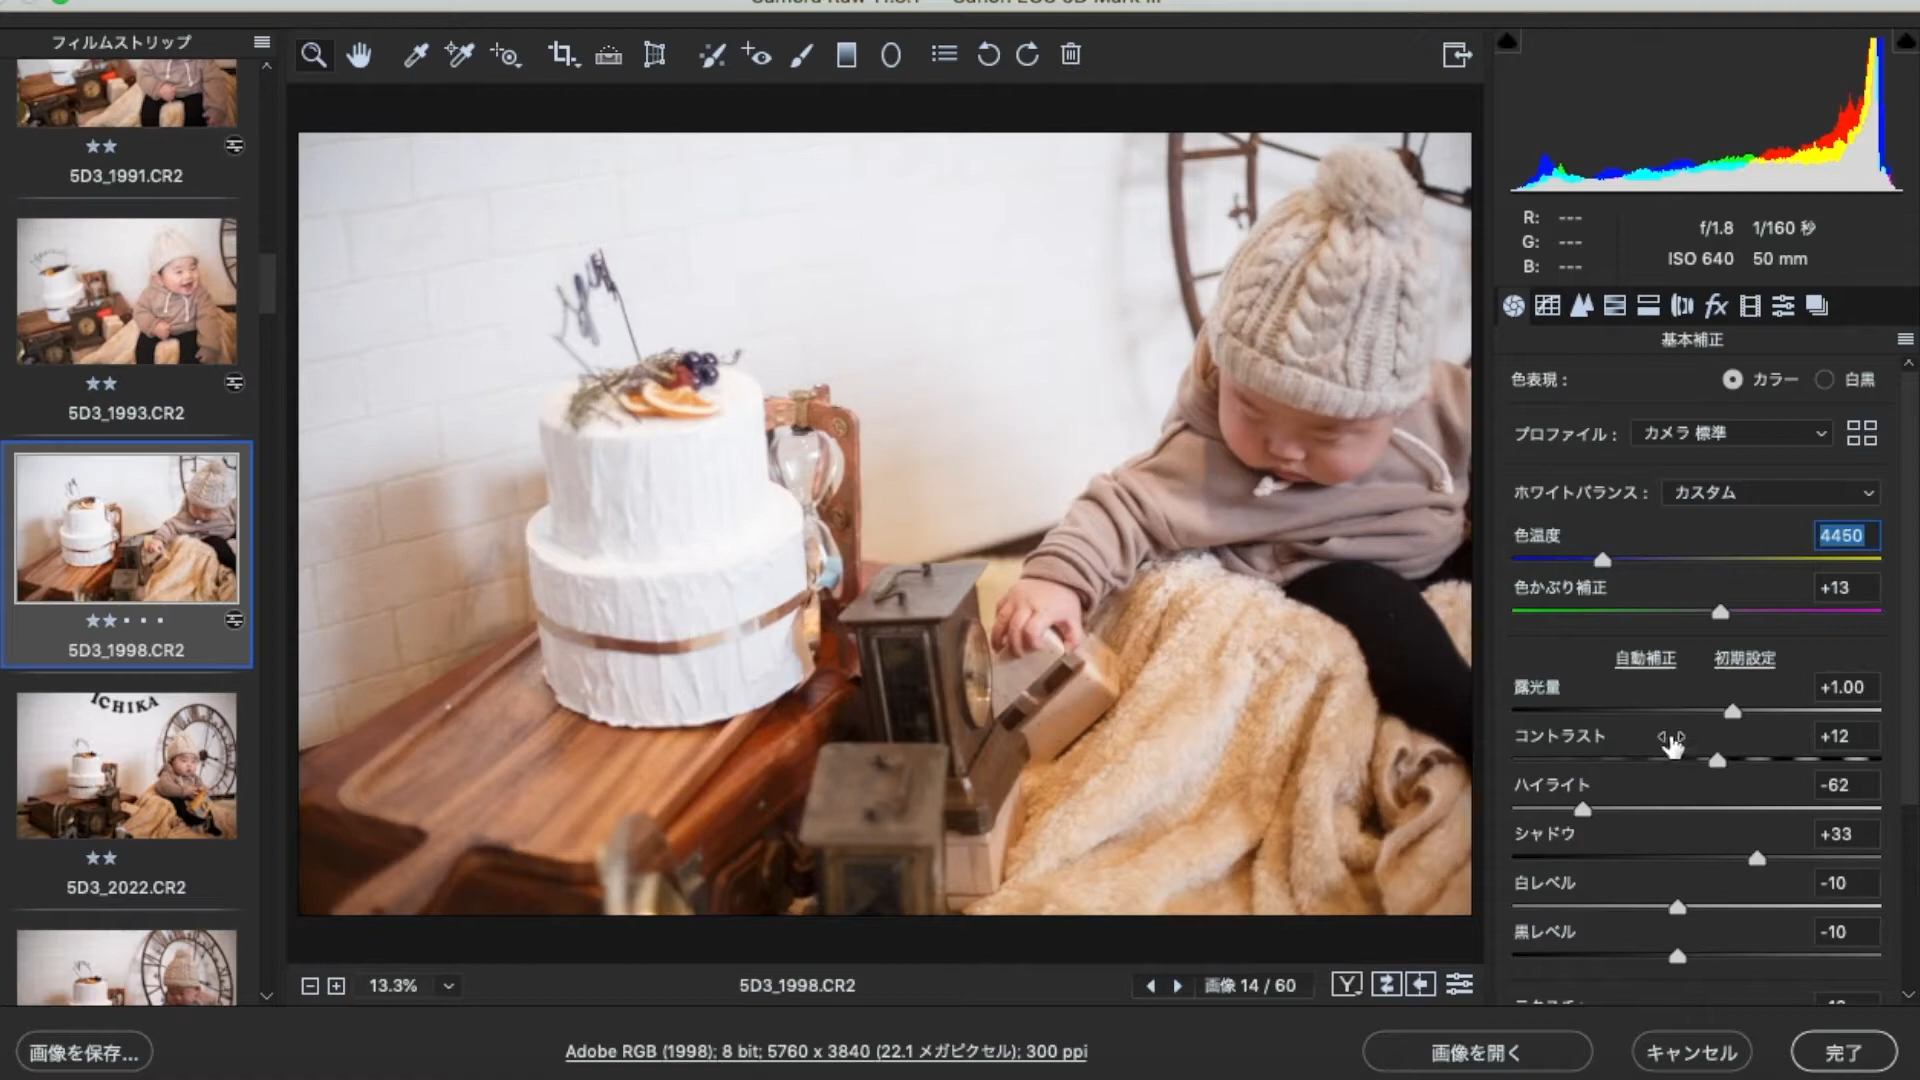 フィルムストリップ
5D3_1991.CR2
5D3_1993.CR2
5D3_1998.CR2
ICHIKA
5D3_2022.CR2
R: ---
G: ---
B: ---
f/1.8 1/160 秒
ISO 640 50 mm
fx
基本補正
色表現 :
カラー
白黒
プロファイル :
カメラ 標準
ホワイトバランス :
カスタム
色温度
4450
色かぶり補正
+13
自動補正
初期設定
露光量
+1.00
コントラスト
+12
ハイライト
-62
シャドウ
+33
白レベル
-10
黒レベル
-10
13.3%
5D3_1998.CR2
画像 14 / 60
Y
画像を保存...
Adobe RGB (1998); 8 bit; 5760 x 3840 (22.1 メガピクセル); 300 ppi
画像を開く
キャンセル
完了